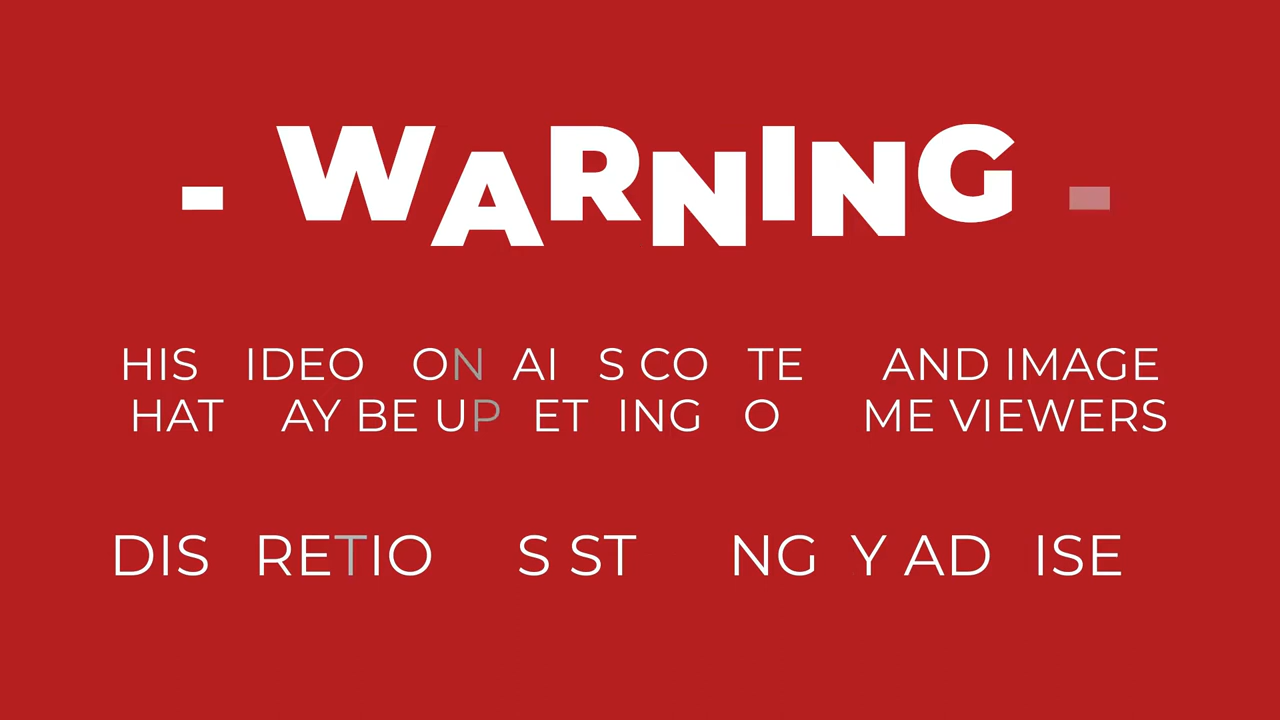 - WARNING -
HIS IDEO ON AI S CO TE AND IMAGE
HAT AY BE UP ET ING O ME VIEWERS
DIS RETIO S ST NG Y AD ISE